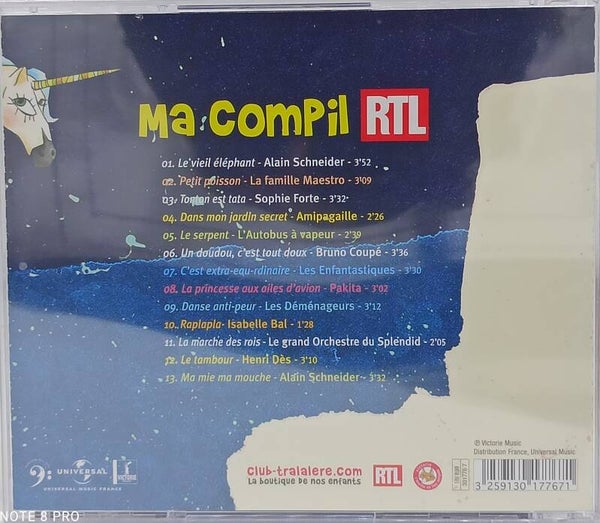 Ma compil RTL
01. Le vieil éléphant - Alain Schneider - 3'52
02. Petit poisson - La famille Maestro - 3'09
03. Tonton est tata - Sophie Forte - 3'32
04. Dans mon jardin secret - Amipagaille - 2'26
05. Le serpent - L'Autobus à vapeur - 2'39
06. Un doudou, c'est tout doux - Bruno Coupé - 3'36
07. C'est extra-eau-rdinaire - Les Enfantastiques - 3'30
08. La princesse aux ailes d'avion - Pakita - 3'02
09. Danse anti-peur - Les Déménageurs - 3'12
10. Raplapla - Isabelle Bal - 1'28
11. La marche des rois - Le grand Orchestre du Splendid - 2'05
12. Le tambour - Henri Dès - 3'10
13. Ma mie ma mouche - Alain Schneider - 3'32
℗ Victorie Music
Distribution France, Universal Music
UNIVERSAL
UNIVERSAL MUSIC FRANCE
VICTORIE
club-tralalere.com
La boutique de nos enfants
RTL
3 259130 177671
NOTE 8 PRO